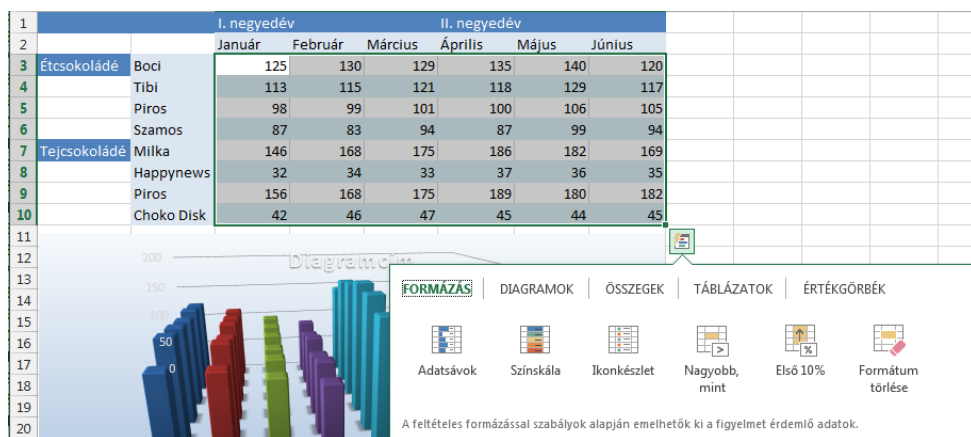 1 I. negyedév II. negyedév
2 Január Február Március Április Május Június
3 Étcsokoládé Boci 125 130 129 135 140 120
4 Tibi 113 115 121 118 129 117
5 Piros 98 99 101 100 106 105
6 Szamos 87 83 94 87 99 94
7 Tejcsokoládé Milka 146 168 175 186 182 169
8 Happynews 32 34 33 37 36 35
9 Piros 156 168 175 189 180 182
10 Choko Disk 42 46 47 45 44 45
11
12 200 Diagramcím
13 150 FORMÁZÁS DIAGRAMOK ÖSSZEGEK TÁBLÁZATOK ÉRTÉKGÖRBÉK
14 100
15
16 50
17 0 Adatsávok Színskála Ikonkészlet Nagyobb, mint Első 10% Formátum törlése
18
19
20 A feltételes formázással szabályok alapján emelhetők ki a figyelmet érdemlő adatok.